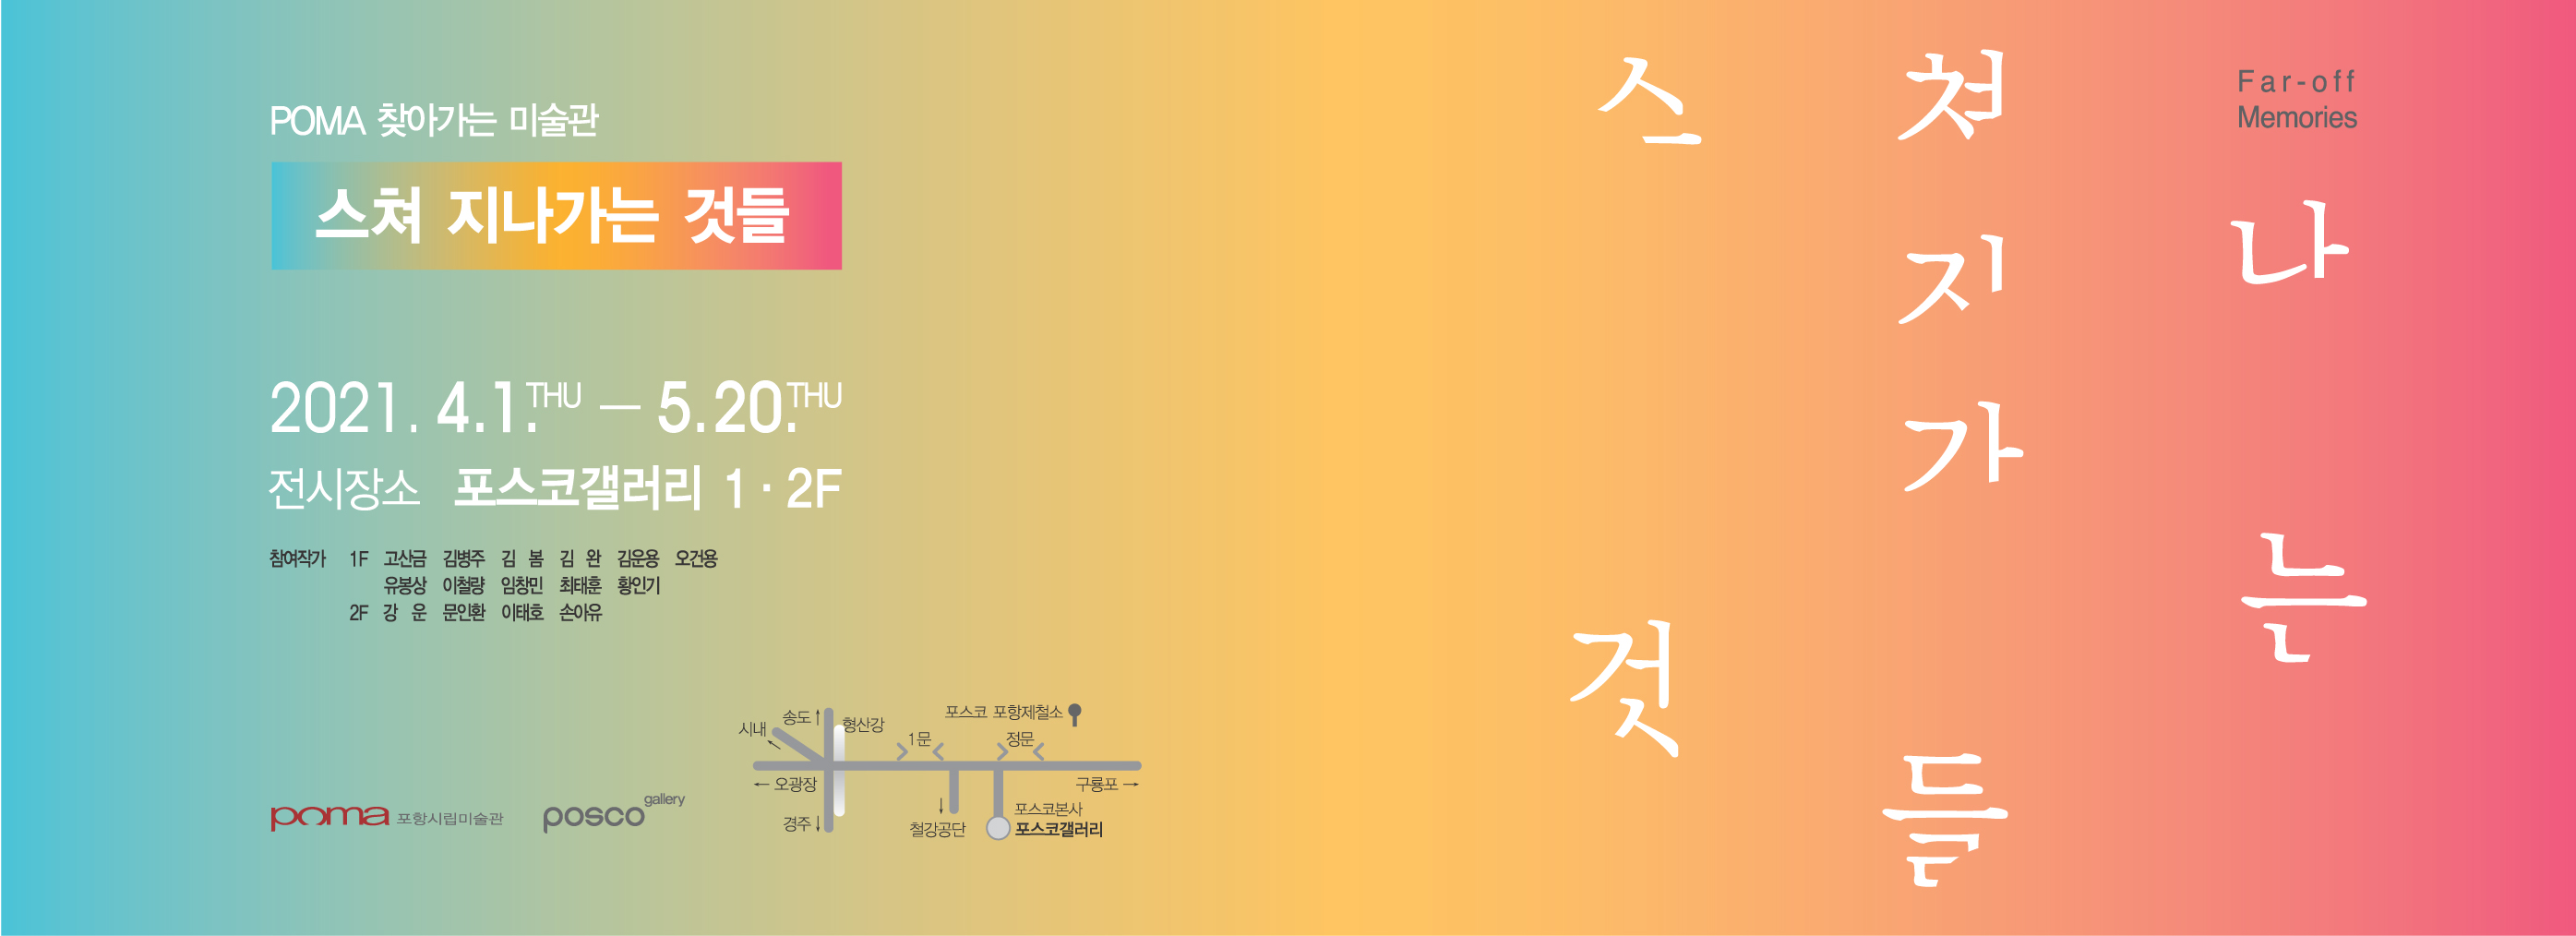 POMA 찾아가는 미술관
스쳐 지나가는 것들
2021. 4.1.THU — 5.20.THU
전시장소 포스코갤러리 1·2F
참여작가 1F 고산금 김병주 김 봄 김 완 김운용 오건용
유봉상 이철량 임창민 최태훈 황인기
2F 강 운 문인환 이태호 손아유
poma 포항시립미술관
posco gallery
시내
송도 ↑
형산강
← 오광장
경주 ↓
1문
정문
포스코 포항제철소
구룡포 →
철강공단
포스코본사
포스코갤러리
스쳐
지나
가는
것들
Far-off
Memories